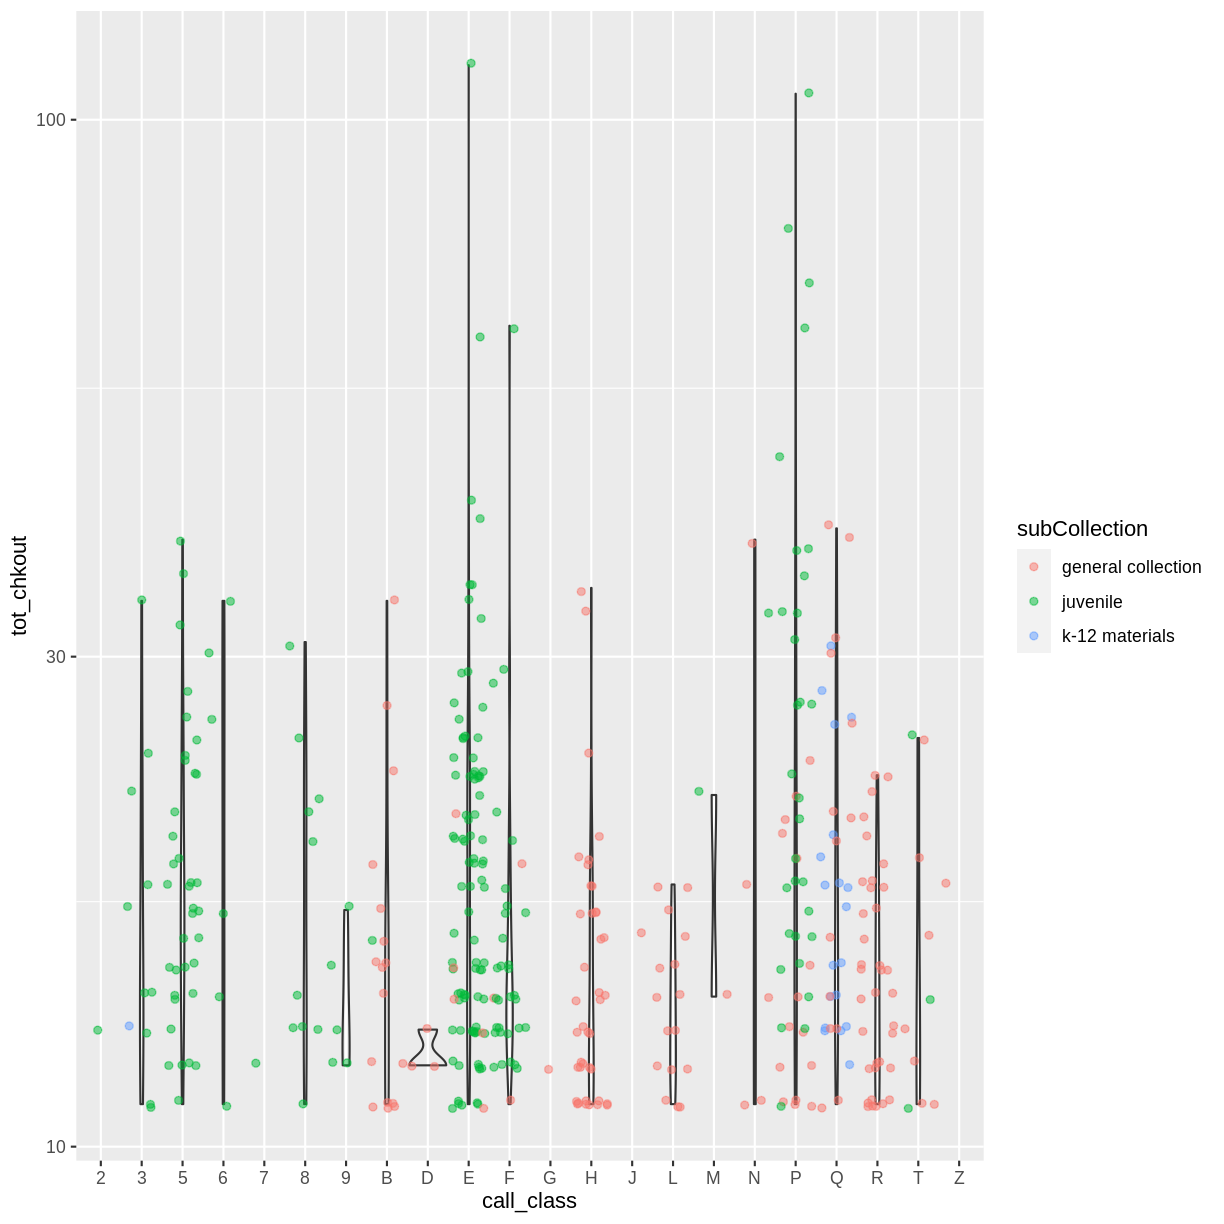 100
30
10
tot_chkout
2 3 5 6 7 8 9 B D E F G H J L M N P Q R T Z
call_class
subCollection
general collection
juvenile
k-12 materials